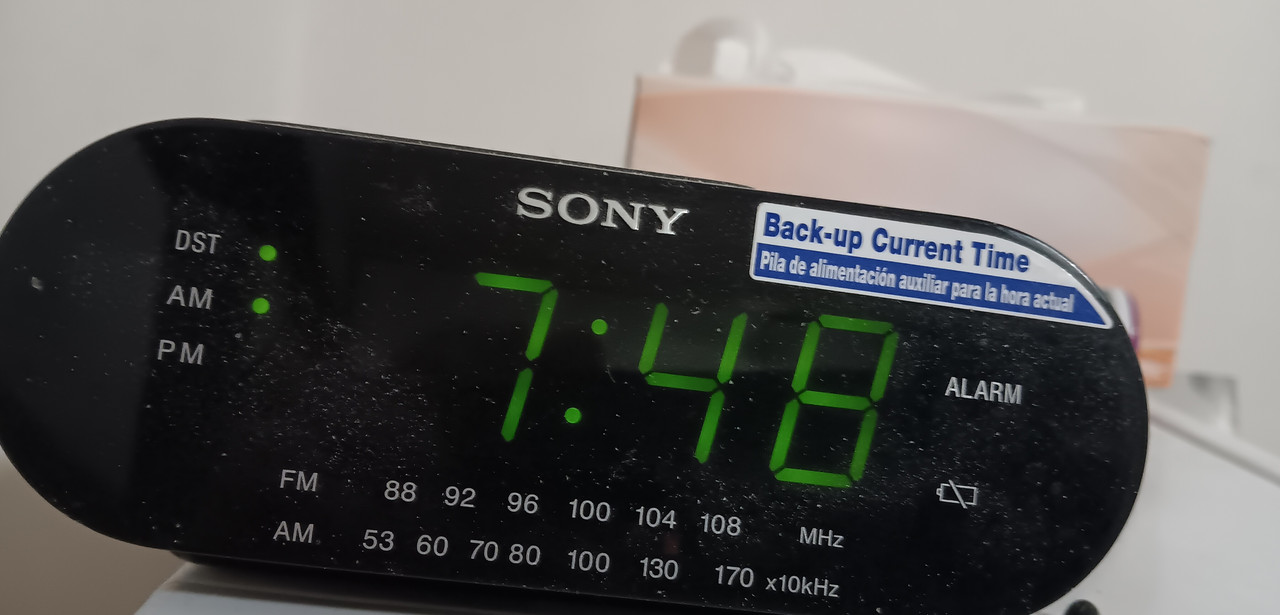 SONY
Back-up Current Time
Pila de alimentación auxiliar para la hora actual
DST
AM
PM
7:48
ALARM
FM 88 92 96 100 104 108 MHz
AM 53 60 70 80 100 130 170 x10kHz